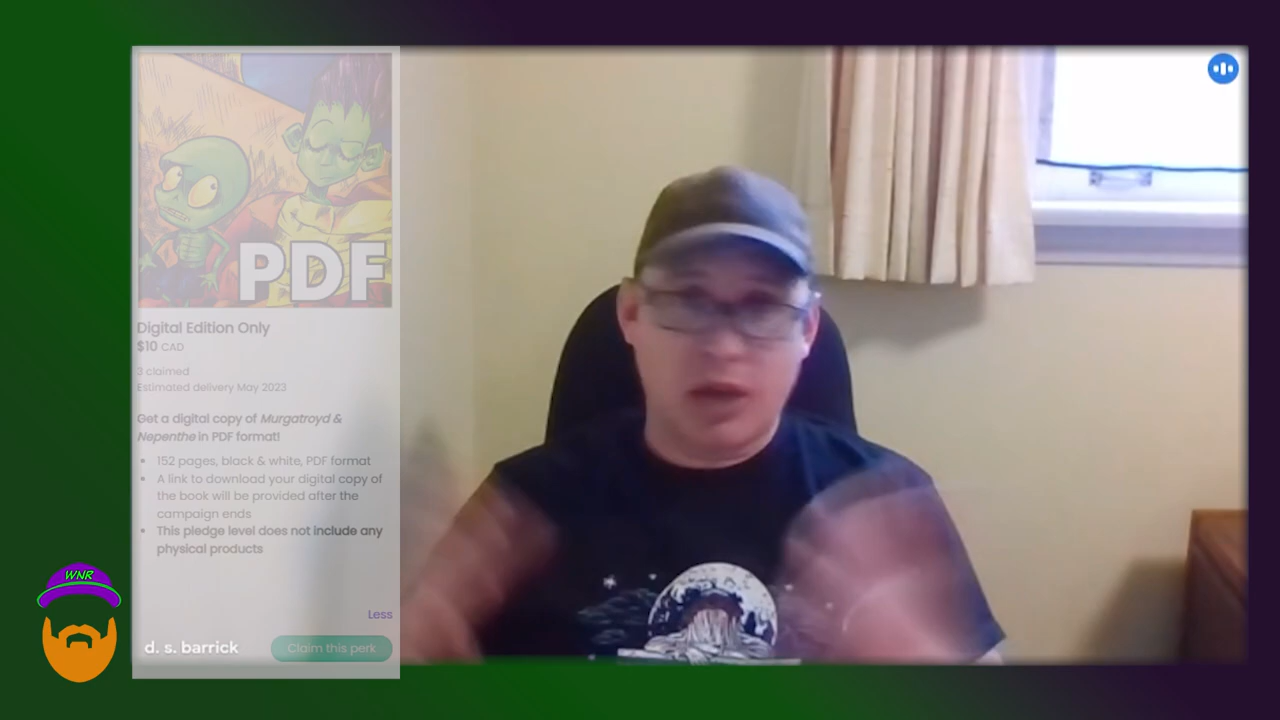 PDF
Digital Edition Only
$10 CAD
3 claimed
Estimated delivery May 2023
Get a digital copy of Murgatroyd &
Nepenthe in PDF format!
• 152 pages, black & white, PDF format
• A link to download your digital copy of
the book will be provided after the
campaign ends
• This pledge level does not include any
physical products
Less
Claim this perk
d. s. barrick
WNR